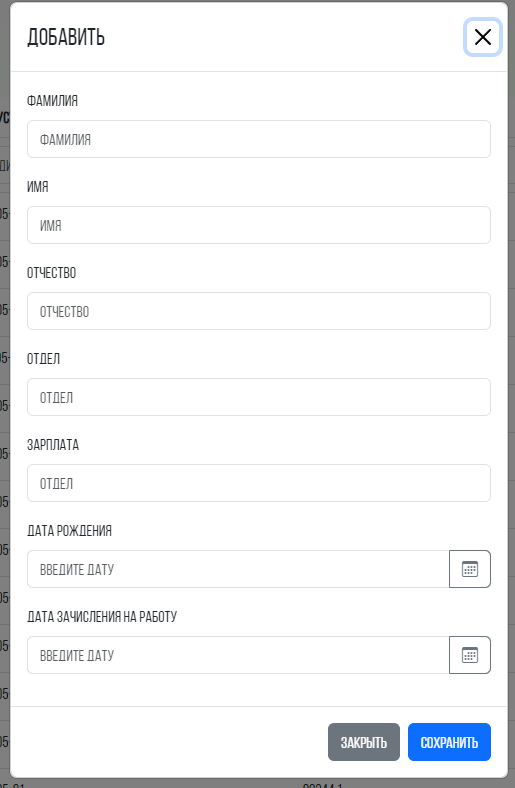 ДОБАВИТЬ
ФАМИЛИЯ
ФАМИЛИЯ
ИМЯ
ИМЯ
ОТЧЕСТВО
ОТЧЕСТВО
ОТДЕЛ
ОТДЕЛ
ЗАРПЛАТА
ОТДЕЛ
ДАТА РОЖДЕНИЯ
ВВЕДИТЕ ДАТУ
ДАТА ЗАЧИСЛЕНИЯ НА РАБОТУ
ВВЕДИТЕ ДАТУ
ЗАКРЫТЬ СОХРАНИТЬ